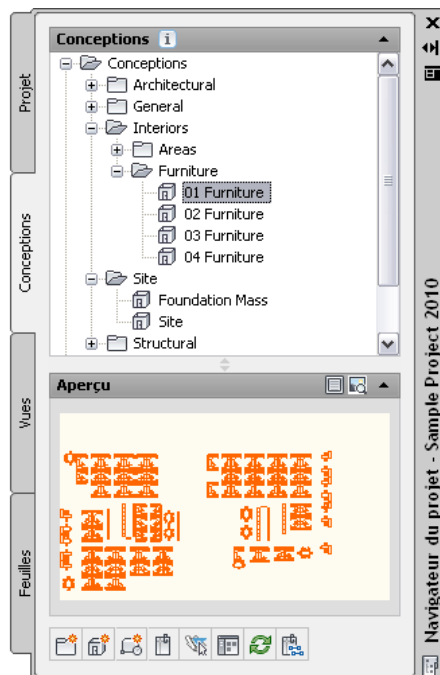 Conceptions
Conceptions
Architectural
General
Interiors
Areas
Furniture
01 Furniture
02 Furniture
03 Furniture
04 Furniture
Site
Foundation Mass
Site
Structural
Aperçu
Projet
Conceptions
Vues
Feuilles
Navigateur du projet - Sample Project 2010